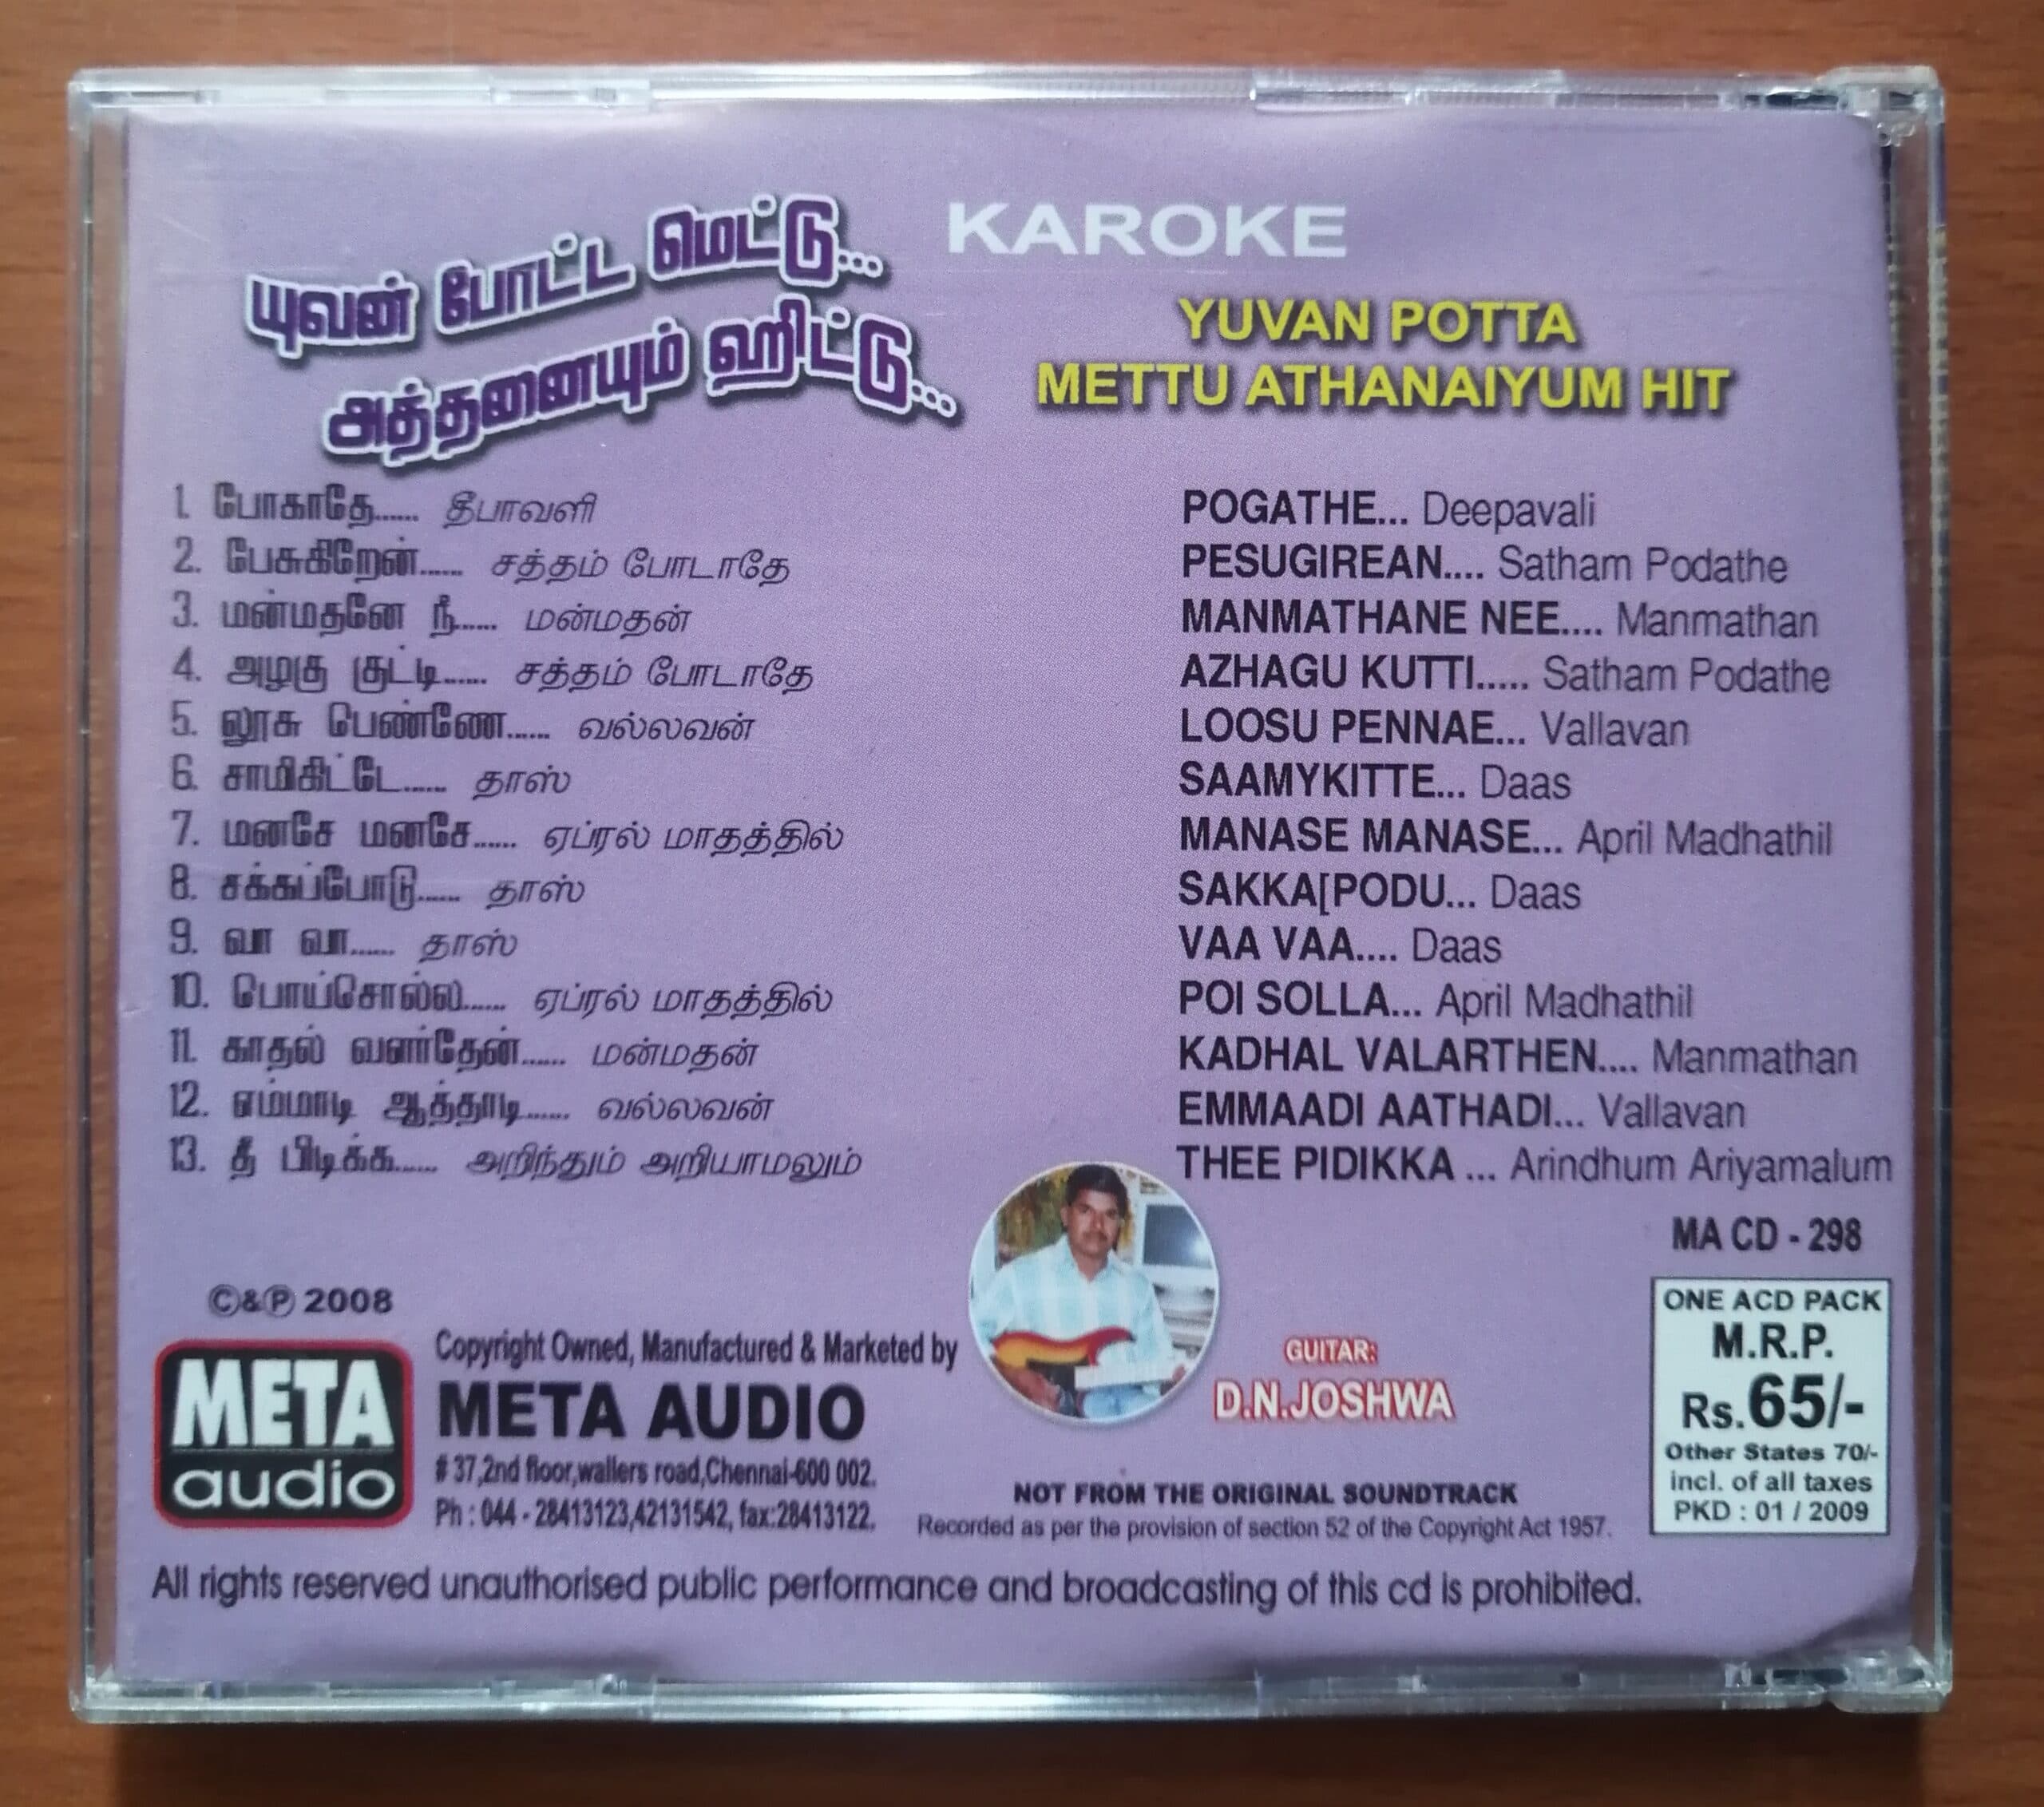 யுவன் போட்ட மெட்டு...
அத்தனையும் ஹிட்டு...
KAROKE
YUVAN POTTA
METTU ATHANAIYUM HIT
1. போகாதே...... தீபாவளி
2. பேசுகிறேன்...... சத்தம் போடாதே
3. மன்மதனே நீ...... மன்மதன்
4. அழகு குட்டி...... சத்தம் போடாதே
5. லூசு பெண்ணே...... வல்லவன்
6. சாமிகிட்டே...... தாஸ்
7. மனசே மனசே...... ஏப்ரல் மாதத்தில்
8. சக்கப்போடு...... தாஸ்
9. வா வா...... தாஸ்
10. பொய்சொல்ல...... ஏப்ரல் மாதத்தில்
11. காதல் வளர்தேன்...... மன்மதன்
12. எம்மாடி ஆத்தாடி...... வல்லவன்
13. தீ பிடிக்க...... அறிந்தும் அறியாமலும்
POGATHE... Deepavali
PESUGIREAN.... Satham Podathe
MANMATHANE NEE.... Manmathan
AZHAGU KUTTI..... Satham Podathe
LOOSU PENNAE... Vallavan
SAAMYKITTE... Daas
MANASE MANASE... April Madhathil
SAKKA[PODU... Daas
VAA VAA.... Daas
POI SOLLA... April Madhathil
KADHAL VALARTHEN.... Manmathan
EMMAADI AATHADI... Vallavan
THEE PIDIKKA ... Arindhum Ariyamalum
MA CD - 298
©&℗ 2008
META
audio
Copyright Owned, Manufactured & Marketed by
META AUDIO
# 37,2nd floor,wallers road,Chennai-600 002.
Ph : 044 - 28413123,42131542, fax:28413122.
GUITAR:
D.N.JOSHWA
NOT FROM THE ORIGINAL SOUNDTRACK
Recorded as per the provision of section 52 of the Copyright Act 1957.
ONE ACD PACK
M.R.P.
Rs.65/-
Other States 70/-
incl. of all taxes
PKD : 01 / 2009
All rights reserved unauthorised public performance and broadcasting of this cd is prohibited.